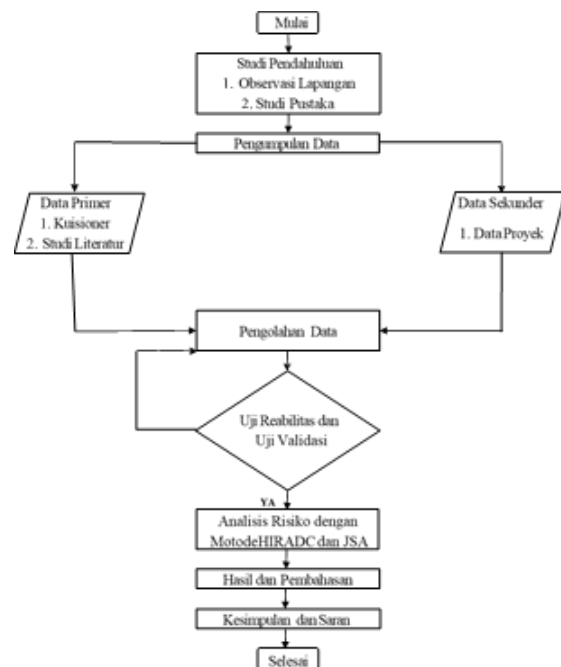 Mulai
Studi Pendahuluan
1. Observasi Lapangan
2. Studi Pustaka
Pengumpulan Data
Data Primer
1. Kuisioner
2. Studi Literatur
Data Sekunder
1. Data Proyek
Pengolahan Data
Uji Reabilitas dan
Uji Validasi
YA
Analisis Risiko dengan
MotodeHIRADC dan JSA
Hasil dan Pembahasan
Kesimpulan dan Saran
Selesai